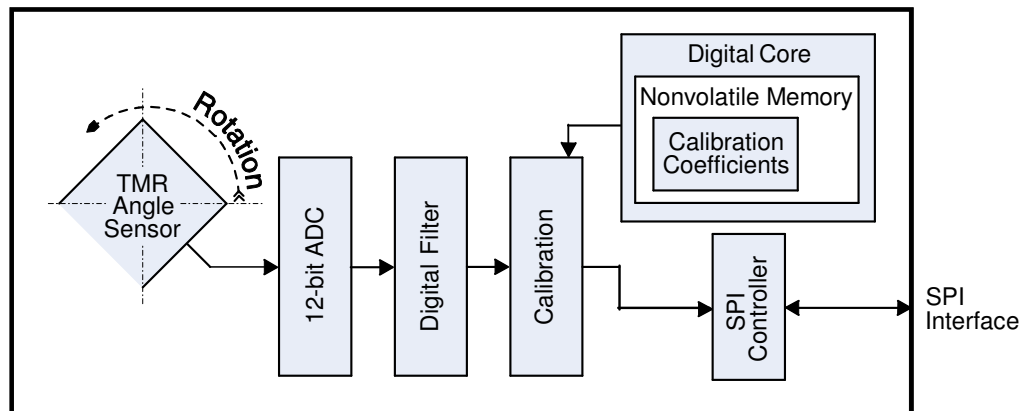 Rotation
TMR
Angle
Sensor
12-bit ADC
Digital Filter
Calibration
Digital Core
Nonvolatile Memory
Calibration
Coefficients
SPI
Controller
SPI
Interface